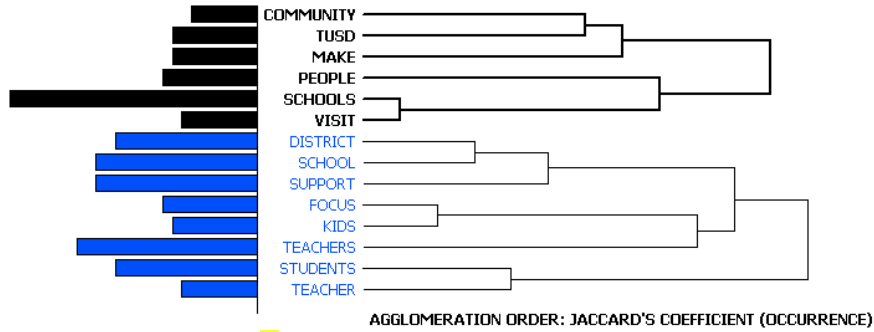 COMMUNITY
TUSD
MAKE
PEOPLE
SCHOOLS
VISIT
DISTRICT
SCHOOL
SUPPORT
FOCUS
KIDS
TEACHERS
STUDENTS
TEACHER
AGGLOMERATION ORDER: JACCARD'S COEFFICIENT (OCCURRENCE)